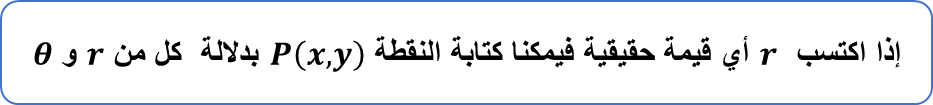 إذا اكتسب r أي قيمة حقيقية فيمكنا كتابة النقطة P(x,y) بدلالة كل من r و θ